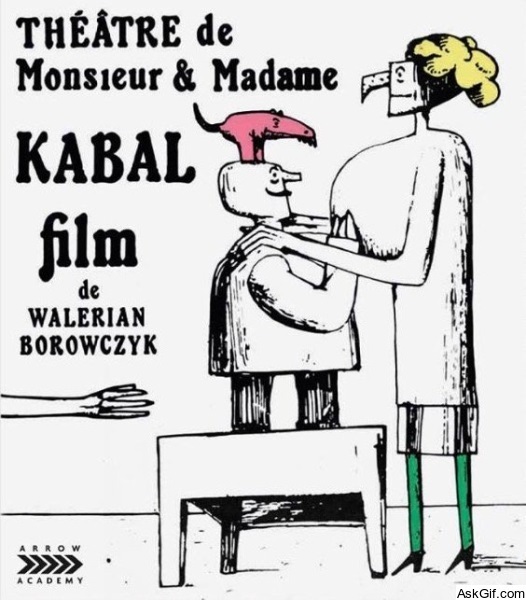 THÉÂTRE de
Monsieur & Madame
KABAL
film
de
WALERIAN
BOROWCZYK
ARROW
ACADEMY
AskGif.com